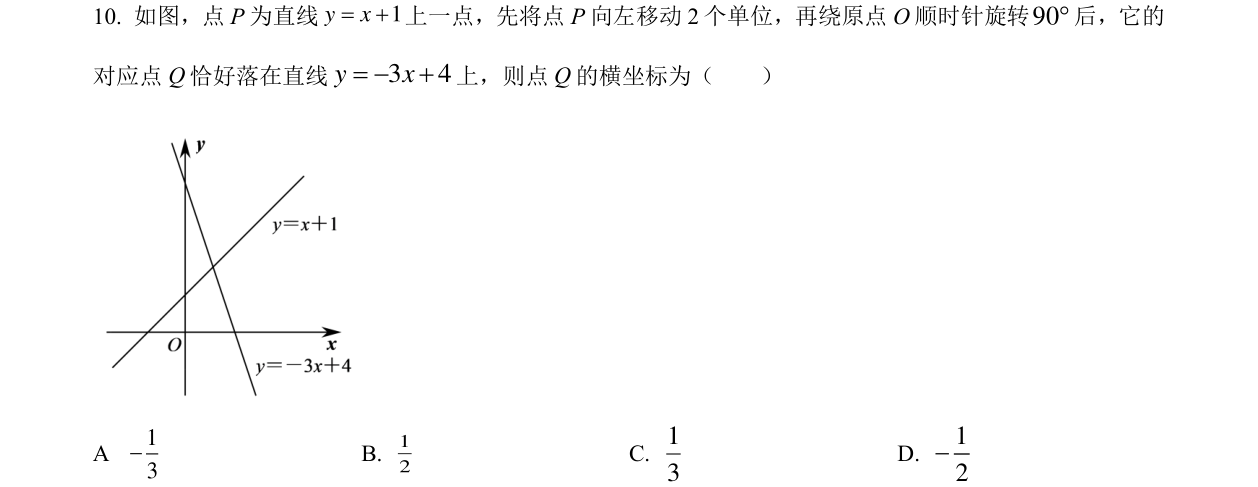 10. 如图，点 P 为直线 y = x+1 上一点，先将点 P 向左移动 2 个单位，再绕原点 O 顺时针旋转 90° 后，它的
对应点 Q 恰好落在直线 y = −3x+4 上，则点 Q 的横坐标为（　　）
y
y=x+1
O
x
y=−3x+4
A −1/3 B. 1/2 C. 1/3 D. −1/2